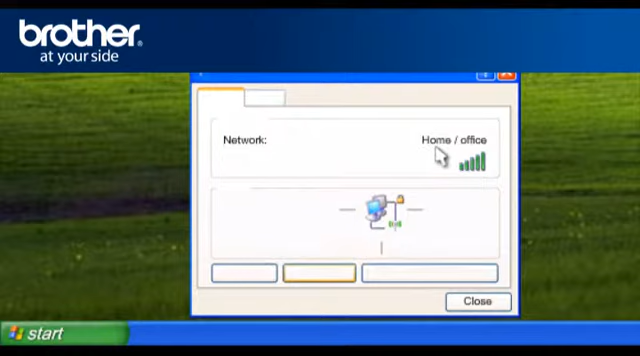 brother
at your side
Network:
Home / office
Close
start